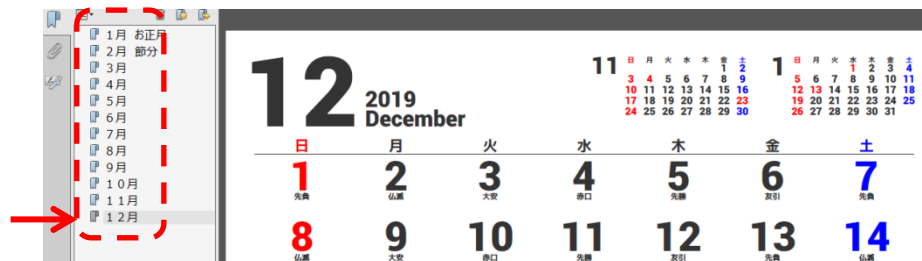 1月 お正月
2月 節分
3月
4月
5月
6月
7月
8月
9月
10月
11月
12月
12
2019
December
11
日 月 火 水 木 金 土
1 2
3 4 5 6 7 8 9
10 11 12 13 14 15 16
17 18 19 20 21 22 23
24 25 26 27 28 29 30
1
日 月 火 水 木 金 土
1 2 3 4
5 6 7 8 9 10 11
12 13 14 15 16 17 18
19 20 21 22 23 24 25
26 27 28 29 30 31
日 月 火 水 木 金 土
1 2 3 4 5 6 7
先負 仏滅 大安 赤口 先勝 友引 先負
8 9 10 11 12 13 14
仏滅 大安 赤口 先勝 友引 先負 仏滅